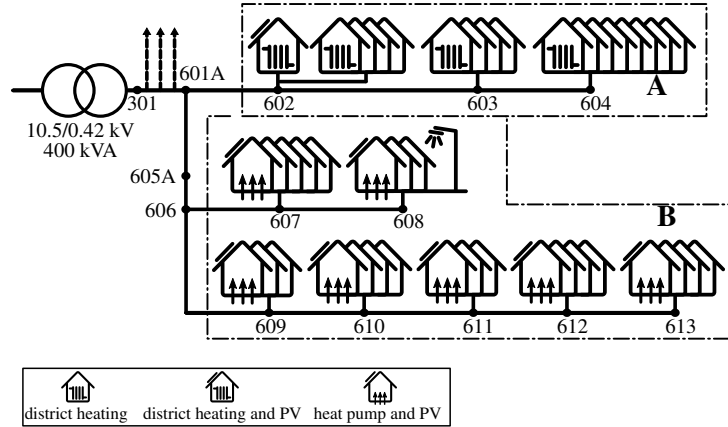 601A
301
602
603
604
A
10.5/0.42 kV
400 kVA
605A
606
607
608
B
609
610
611
612
613
district heating
district heating and PV
heat pump and PV